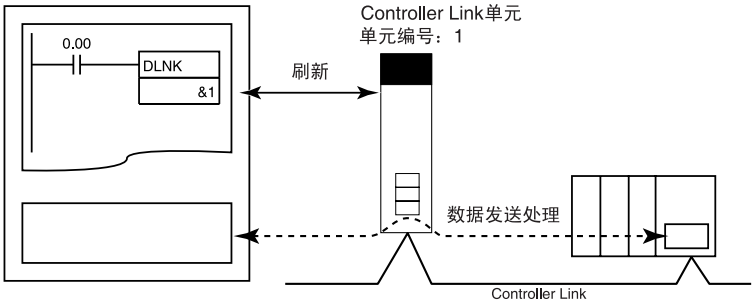 Controller Link单元
单元编号：1
0.00
DLNK
&1
刷新
数据发送处理
Controller Link